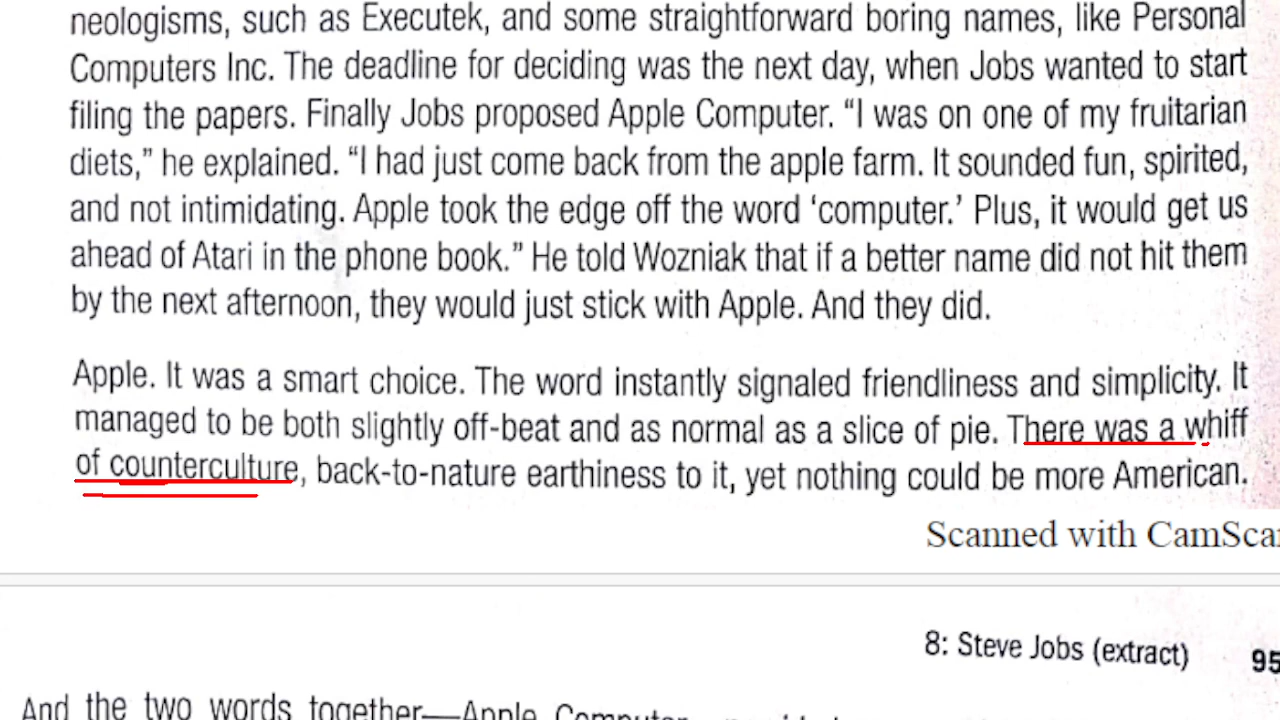 neologisms, such as Executek, and some straightforward boring names, like Personal
Computers Inc. The deadline for deciding was the next day, when Jobs wanted to start
filing the papers. Finally Jobs proposed Apple Computer. “I was on one of my fruitarian
diets,” he explained. “I had just come back from the apple farm. It sounded fun, spirited,
and not intimidating. Apple took the edge off the word ‘computer.’ Plus, it would get us
ahead of Atari in the phone book.” He told Wozniak that if a better name did not hit them
by the next afternoon, they would just stick with Apple. And they did.
Apple. It was a smart choice. The word instantly signaled friendliness and simplicity. It
managed to be both slightly off-beat and as normal as a slice of pie. There was a whiff
of counterculture, back-to-nature earthiness to it, yet nothing could be more American.
Scanned with CamScan
8: Steve Jobs (extract) 95
And the two words together—Apple Computer